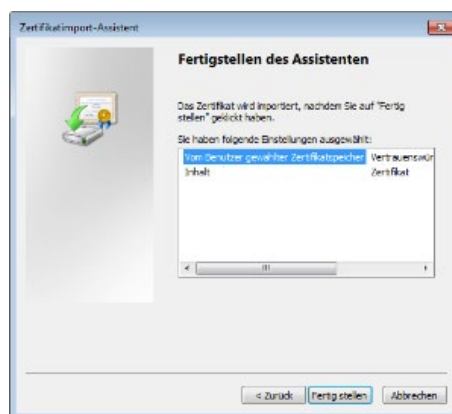 Zertifikatimport-Assistent
Fertigstellen des Assistenten
Das Zertifikat wird importiert, nachdem Sie auf "Fertig
stellen" geklickt haben.
Sie haben folgende Einstellungen ausgewählt:
Vom Benutzer gewählter Zertifikatspeicher Vertrauenswür
Inhalt Zertifikat
< Zurück Fertig stellen Abbrechen